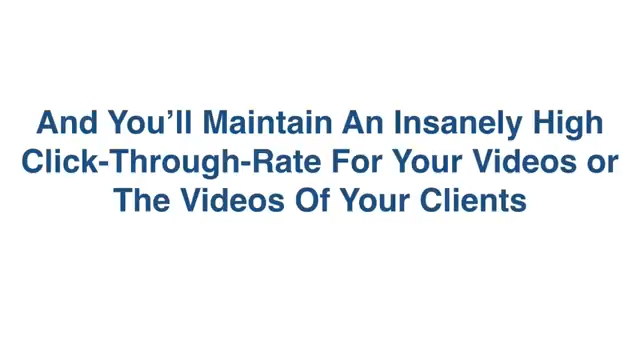 And You’ll Maintain An Insanely High
Click-Through-Rate For Your Videos or
The Videos Of Your Clients